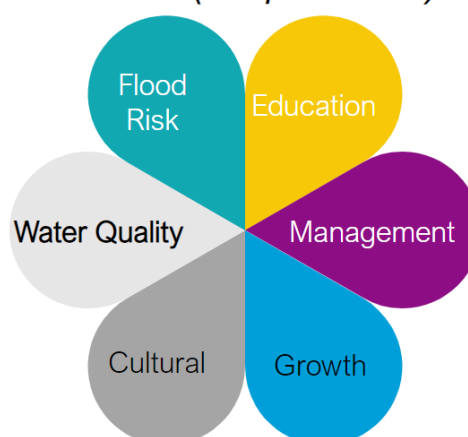 Flood
Risk
Education
Water Quality
Management
Cultural
Growth